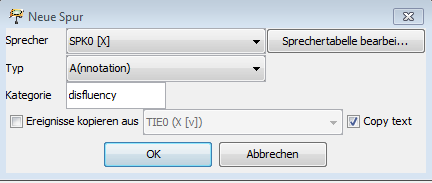 Neue Spur
Sprecher SPK0 [X] Sprechertabelle bearbei...
Typ A(nnotation)
Kategorie disfluency
Ereignisse kopieren aus TIE0 (X [v]) Copy text
OK Abbrechen